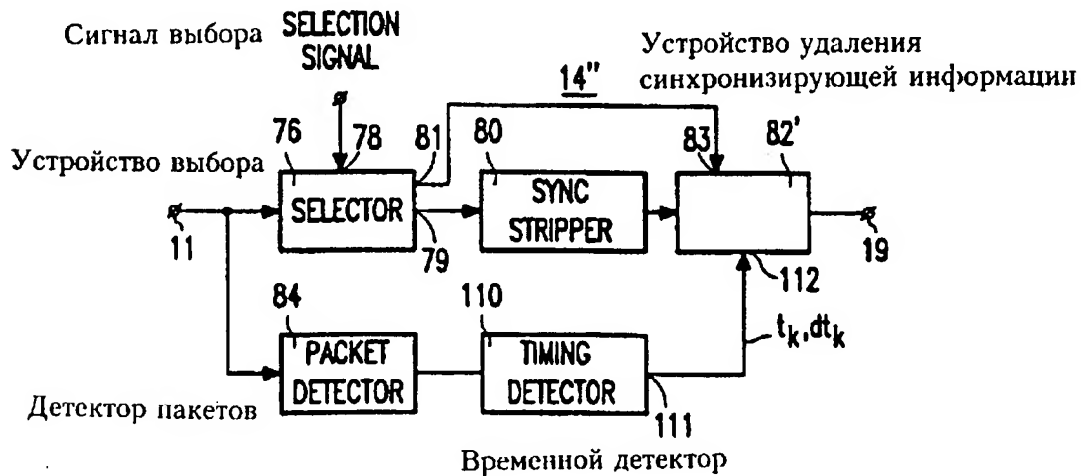 Сигнал выбора
SELECTION
SIGNAL
Устройство удаления
синхронизирующей информации
14"
Устройство выбора
76
78
81
80
83
82'
SELECTOR
SYNC
STRIPPER
11
79
19
112
84
110
tk, dtk
PACKET
DETECTOR
TIMING
DETECTOR
111
Детектор пакетов
Временной детектор